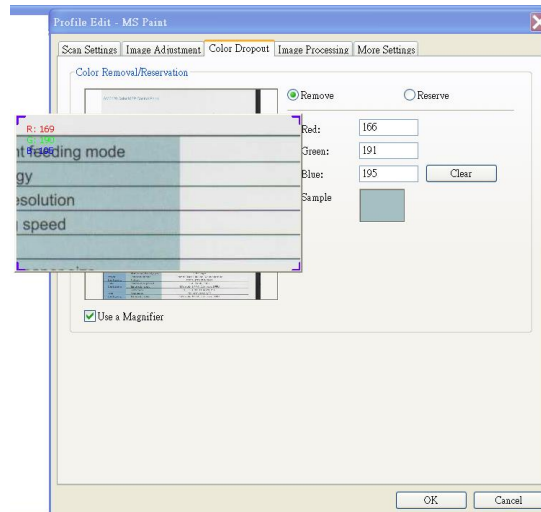 Profile Edit - MS Paint
Scan Settings Image Adjustment Color Dropout Image Processing More Settings
Color Removal/Reservation
Remove Reserve
R: 169
Red: 166
nt feeding mode
Green: 191
gy
Blue: 195 Clear
esolution
Sample
speed
Use a Magnifier
OK Cancel